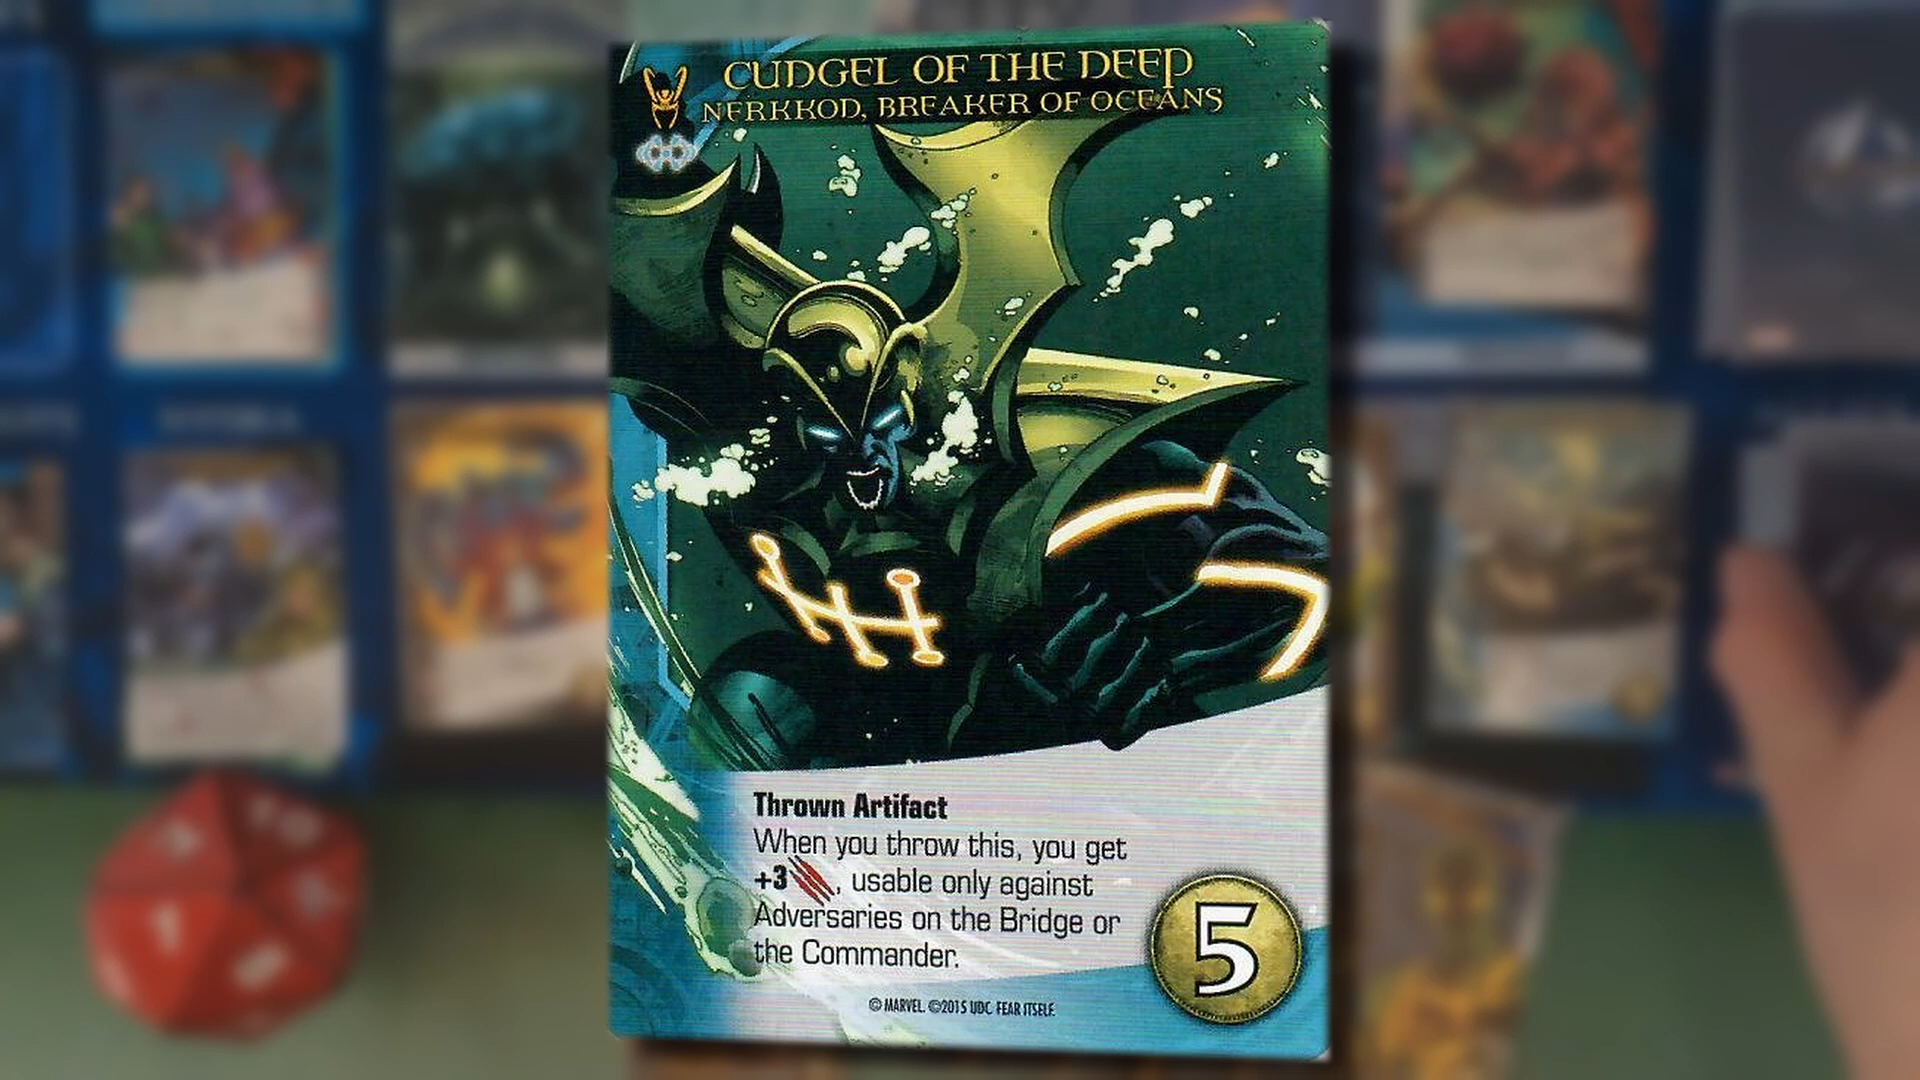 CUDGEL OF THE DEEP
NERKKOD, BREAKER OF OCEANS
Thrown Artifact
When you throw this, you get
+3, usable only against
Adversaries on the Bridge or
the Commander.
5
© MARVEL. ©2015 UDC FEAR ITSELF